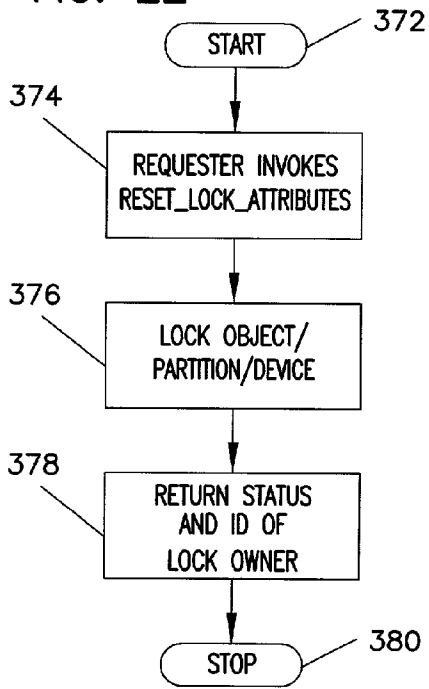 START
372
374
REQUESTER INVOKES
RESET_LOCK_ATTRIBUTES
376
LOCK OBJECT/
PARTITION/DEVICE
378
RETURN STATUS
AND ID OF
LOCK OWNER
STOP
380